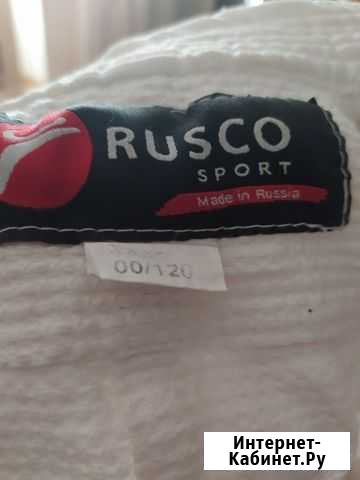 RUSCO
SPORT
Made in Russia
00/120
Интернет-
Кабинет.Ру